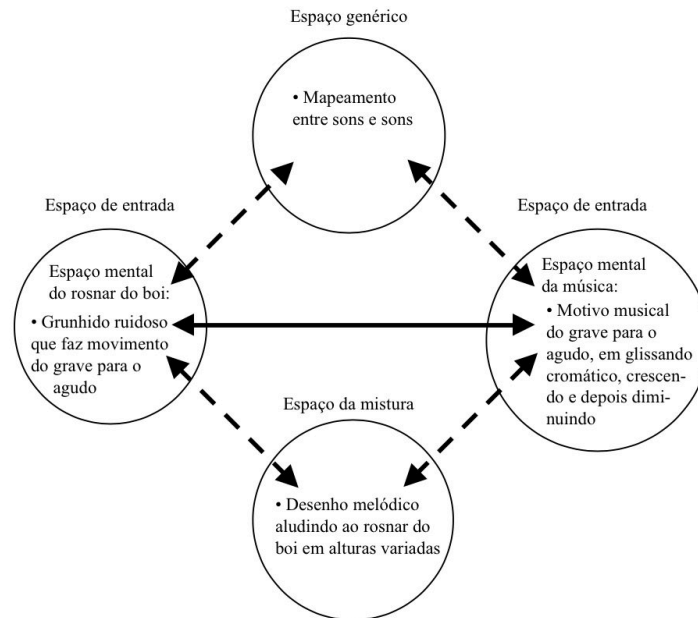 Espaço genérico
• Mapeamento
entre sons e sons
Espaço de entrada
Espaço mental
do rosnar do boi:
• Grunhido ruidoso
que faz movimento
do grave para o
agudo
Espaço de entrada
Espaço mental
da música:
• Motivo musical
do grave para o
agudo, em glissando
cromático, crescen-
do e depois dimi-
nuindo
Espaço da mistura
• Desenho melódico
aludindo ao rosnar do
boi em alturas variadas